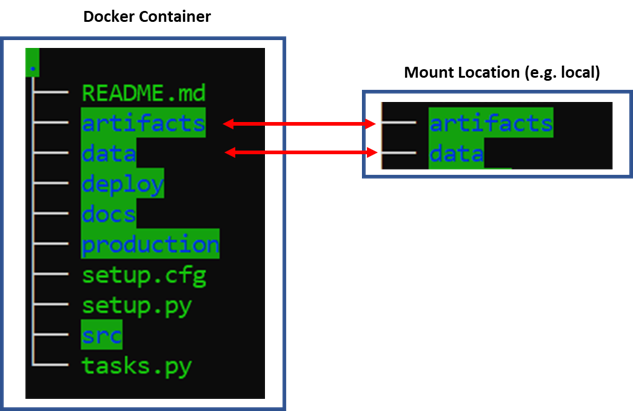 Docker Container
.
README.md
artifacts
data
deploy
docs
production
setup.cfg
setup.py
src
tasks.py
Mount Location (e.g. local)
artifacts
data